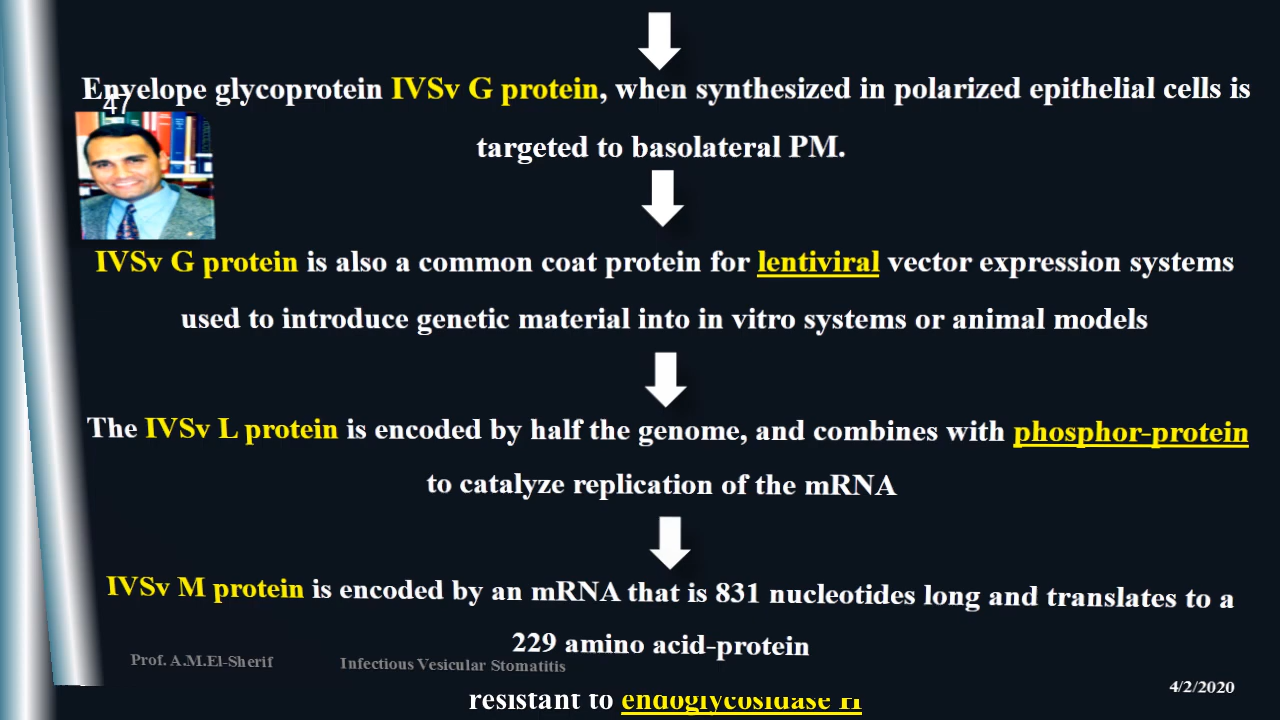 Envelope glycoprotein IVSv G protein, when synthesized in polarized epithelial cells is
47
targeted to basolateral PM.
IVSv G protein is also a common coat protein for lentiviral vector expression systems
used to introduce genetic material into in vitro systems or animal models
The IVSv L protein is encoded by half the genome, and combines with phosphor-protein
to catalyze replication of the mRNA
IVSv M protein is encoded by an mRNA that is 831 nucleotides long and translates to a
229 amino acid-protein
Prof. A.M.El-Sherif Infectious Vesicular Stomatitis
4/2/2020
resistant to endoglycosidase H